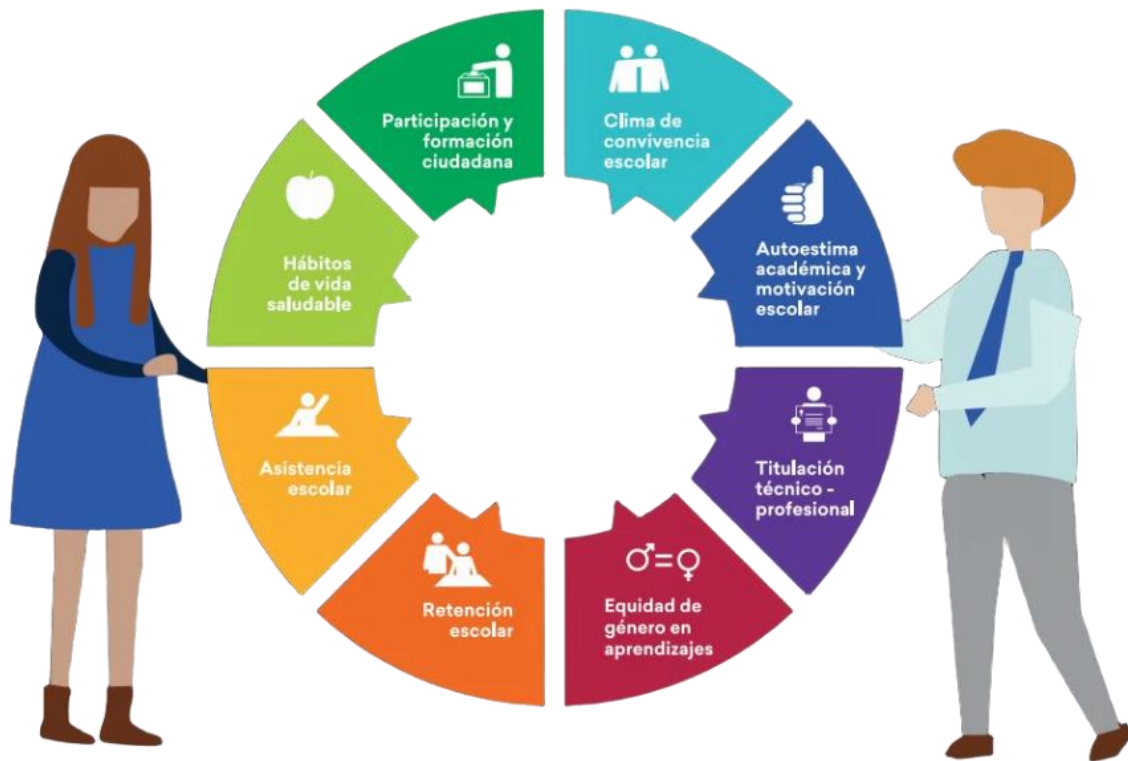 Participación y
formación
ciudadana
Clima de
convivencia
escolar
Autoestima
académica y
motivación
escolar
Titulación
técnico -
profesional
Equidad de
género en
aprendizajes
Retención
escolar
Asistencia
escolar
Hábitos
de vida
saludable